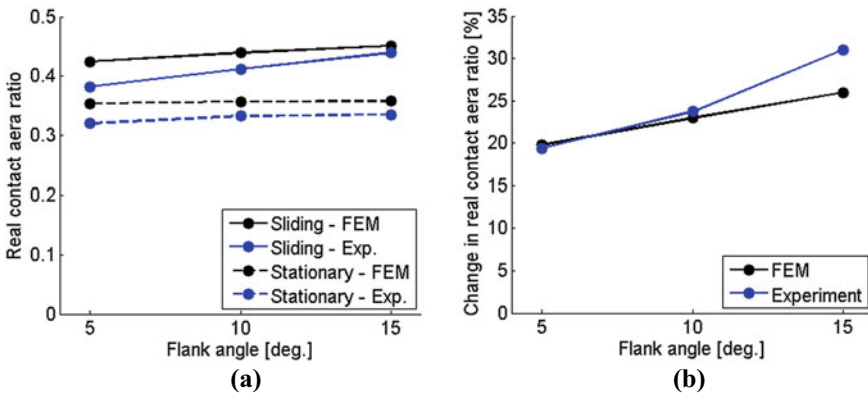 0.5
0.4
0.3
0.2
0.1
0
5
10
15
Real contact aera ratio
Flank angle [deg.]
Sliding - FEM
Sliding - Exp.
Stationary - FEM
Stationary - Exp.
(a)
35
30
25
20
15
10
5
0
5
10
15
Change in real contact aera ratio [%]
Flank angle [deg.]
FEM
Experiment
(b)